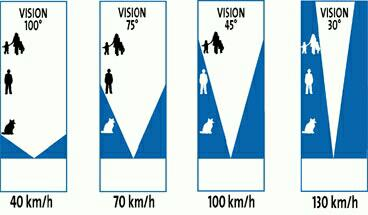 VISION
100°
40 km/h
VISION
75°
70 km/h
VISION
45°
100 km/h
VISION
30°
130 km/h